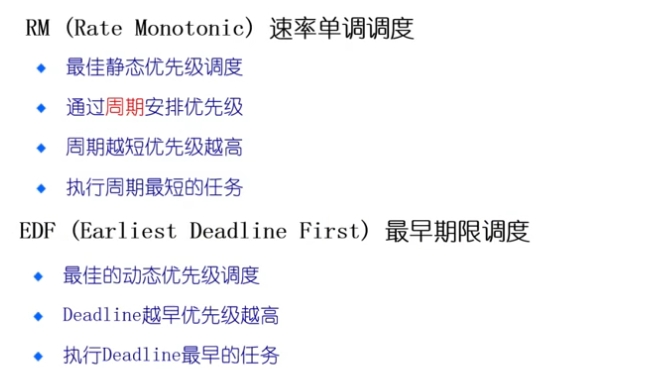 RM (Rate Monotonic) 速率单调调度
最佳静态优先级调度
通过周期安排优先级
周期越短优先级越高
执行周期最短的任务
EDF (Earliest Deadline First) 最早期限调度
最佳的动态优先级调度
Deadline越早优先级越高
执行Deadline最早的任务